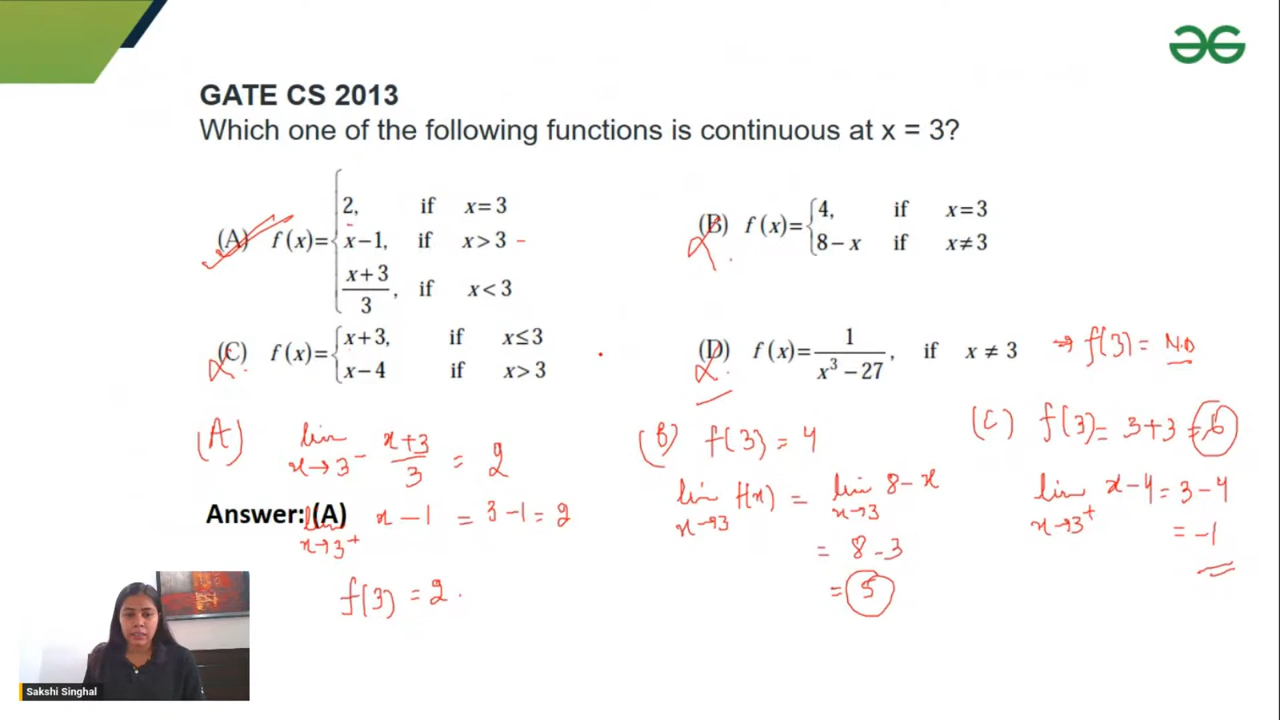 GATE CS 2013
Which one of the following functions is continuous at x = 3?
(A) f(x)= { 2, if x=3
x−1, if x>3 -
x+3/3, if x<3
(B) f(x)= { 4, if x=3
8−x if x≠3
(C) f(x)= { x+3, if x≤3
x−4 if x>3
(D) f(x)= 1/x³−27, if x ≠ 3 → f(3) = N.D
(A) lim x→3⁻ x+3/3 = 2
Answer: (A)
lim x→3⁺ x−1 = 3−1 = 2
f(3) = 2.
(B) f(3) = 4
lim x→3 f(x) = lim x→3 8−x
= 8−3
= 5
(C) f(3) = 3+3 = 6
lim x→3⁺ x−4 = 3−4
= −1
Sakshi Singhal